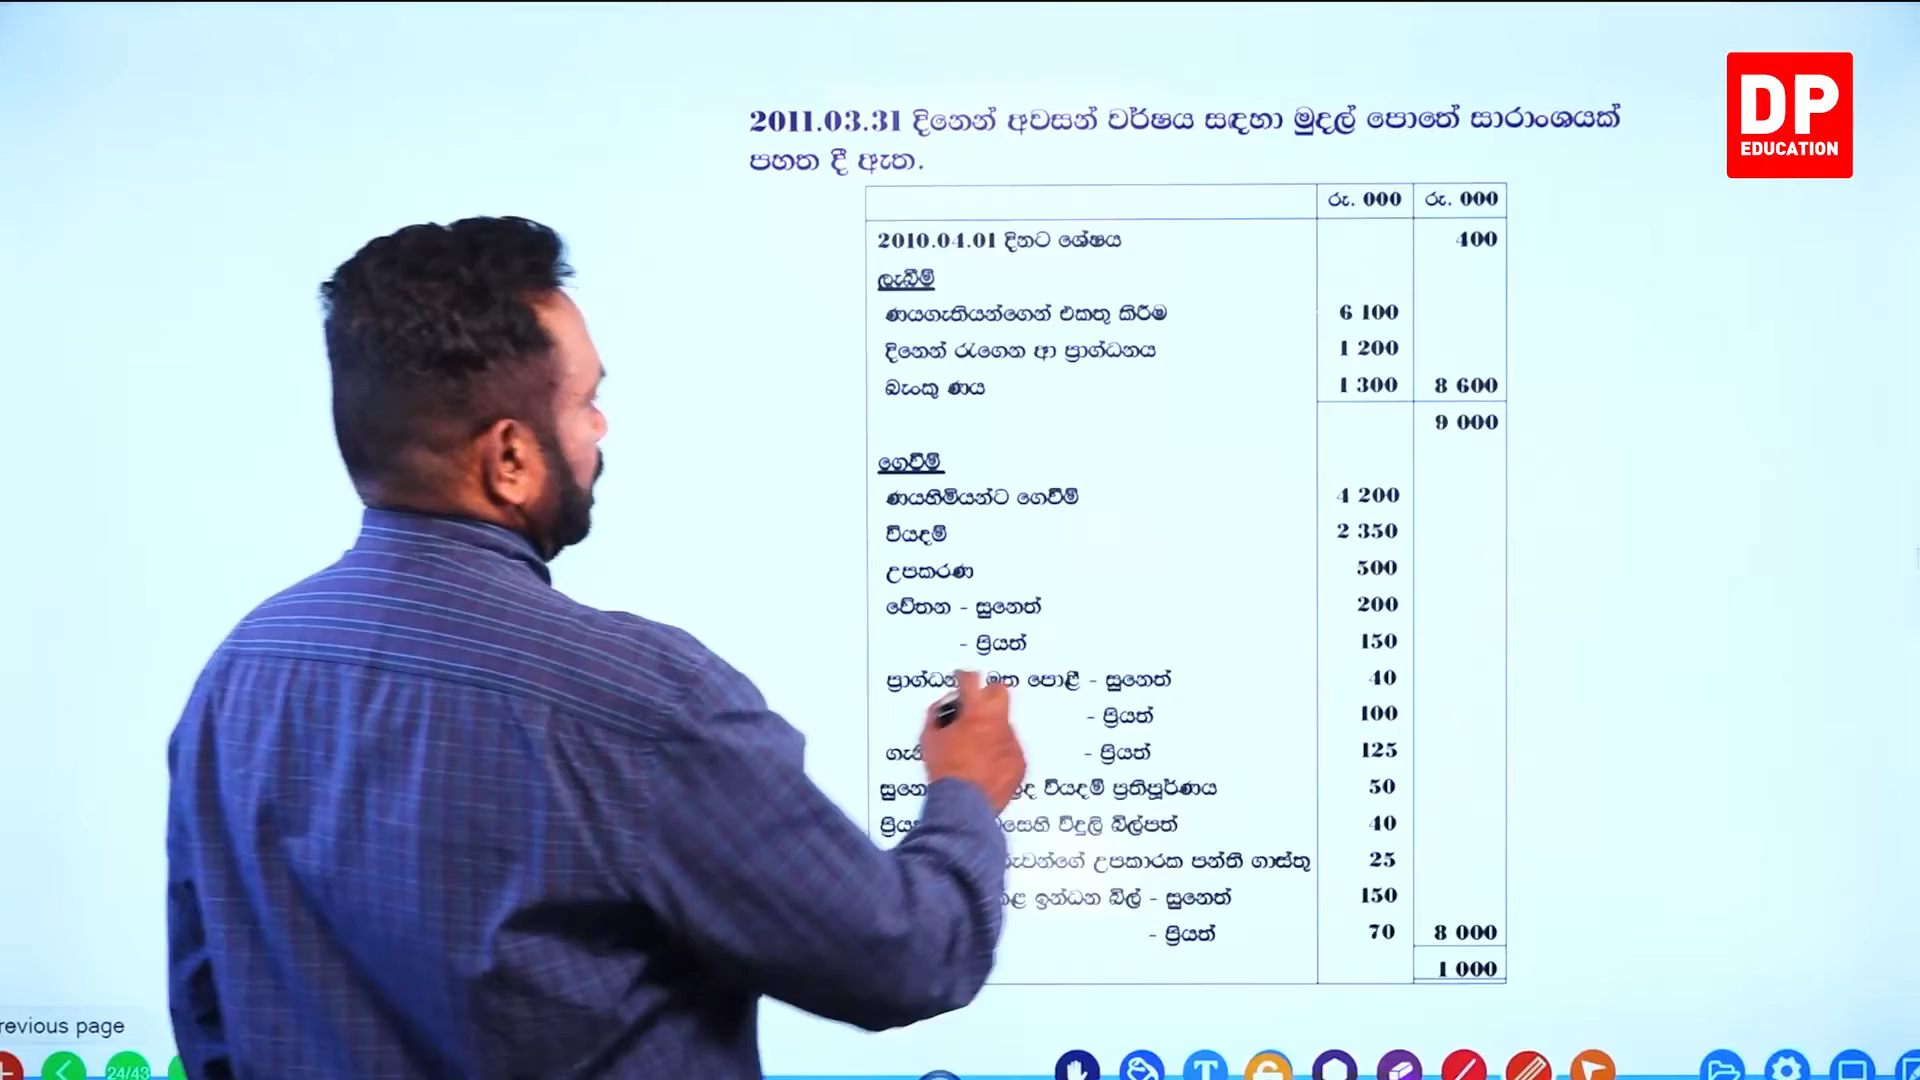 DP
EDUCATION
2011.03.31 දිනෙන් අවසන් වර්ෂය සඳහා මුදල් පොතේ සාරාංශයක්
පහත දී ඇත.
රු. 000 රු. 000
2010.04.01 දිනට ශේෂය 400
ලැබීම්
ණයගැතියන්ගෙන් එකතු කිරීම 6 100
දිනෙන් රැගෙන ආ ප්‍රාග්ධනය 1 200
බැංකු ණය 1 300 8 600
9 000
ගෙවීම්
ණයහිමියන්ට ගෙවීම් 4 200
වියදම් 2 350
උපකරණ 500
වේතන - සුනෙත් 200
- ප්‍රියත් 150
මත පොළී - සුනෙත් 40
- ප්‍රියත් 100
- ප්‍රියත් 125
වියදම් ප්‍රතිපූර්ණය 50
විදුලි බිල්පත් 40
උපකාරක පන්ති ගාස්තු 25
ඉන්ධන බිල් - සුනෙත් 150
- ප්‍රියත් 70 8 000
1 000
revious page
24/43